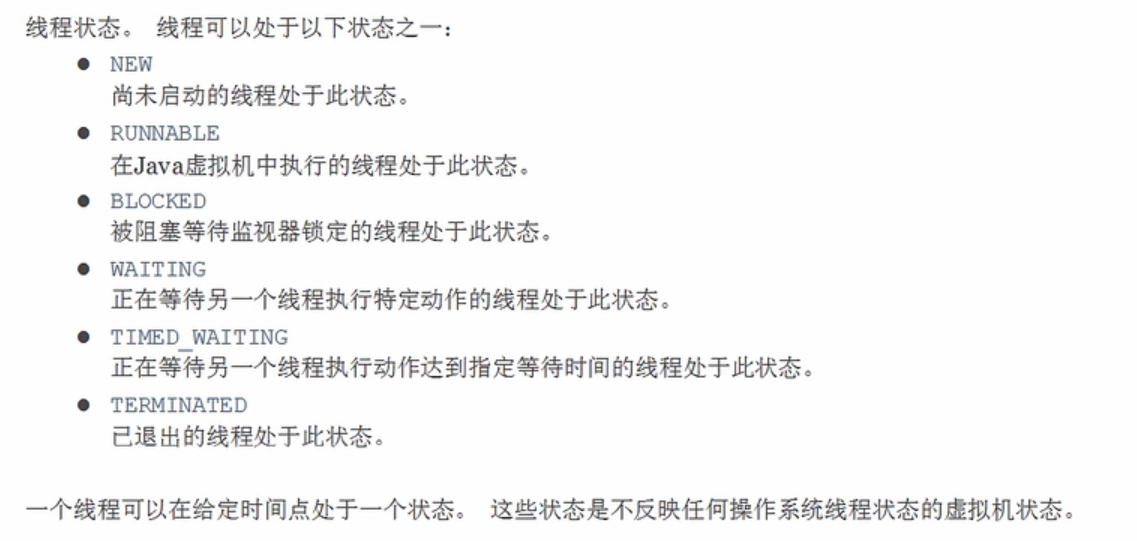 线程状态。 线程可以处于以下状态之一:
● NEW
尚未启动的线程处于此状态。
● RUNNABLE
在Java虚拟机中执行的线程处于此状态。
● BLOCKED
被阻塞等待监视器锁定的线程处于此状态。
● WAITING
正在等待另一个线程执行特定动作的线程处于此状态。
● TIMED_WAITING
正在等待另一个线程执行动作达到指定等待时间的线程处于此状态。
● TERMINATED
已退出的线程处于此状态。
一个线程可以在给定时间点处于一个状态。 这些状态是不反映任何操作系统线程状态的虚拟机状态。